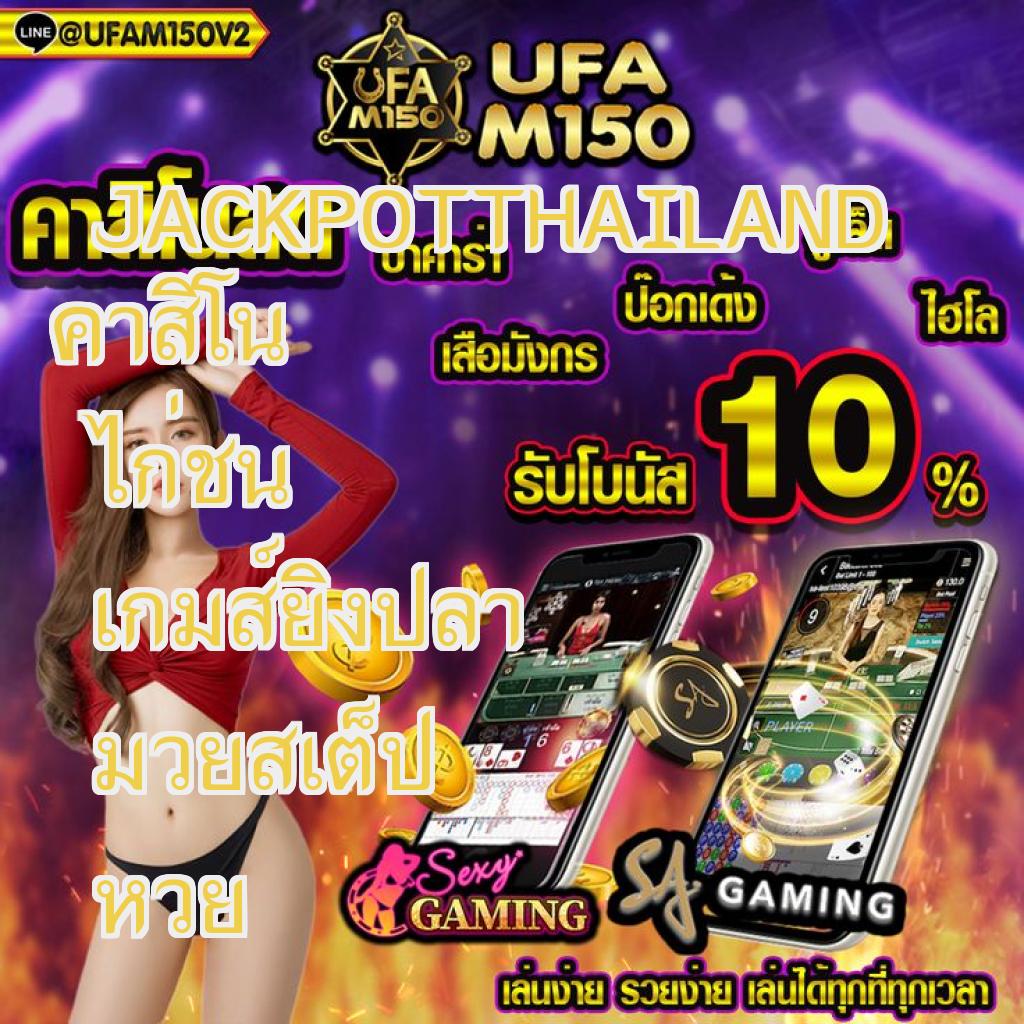 LINE @UFAM150V2
UFA
M150
UFA
M150
JACKPOTTHAILAND
บาคาร่า
คาสิโน
ป๊อกเด้ง
ไฮโล
เสือมังกร
10
ไก่ชน
รับโบนัส
%
เกมส์ยิงปลา
มวยสเต็ป
PLAYER
Sexy
GAMING
SA GAMING
หวย
เล่นง่าย รวยง่าย เล่นได้ทุกที่ทุกเวลา